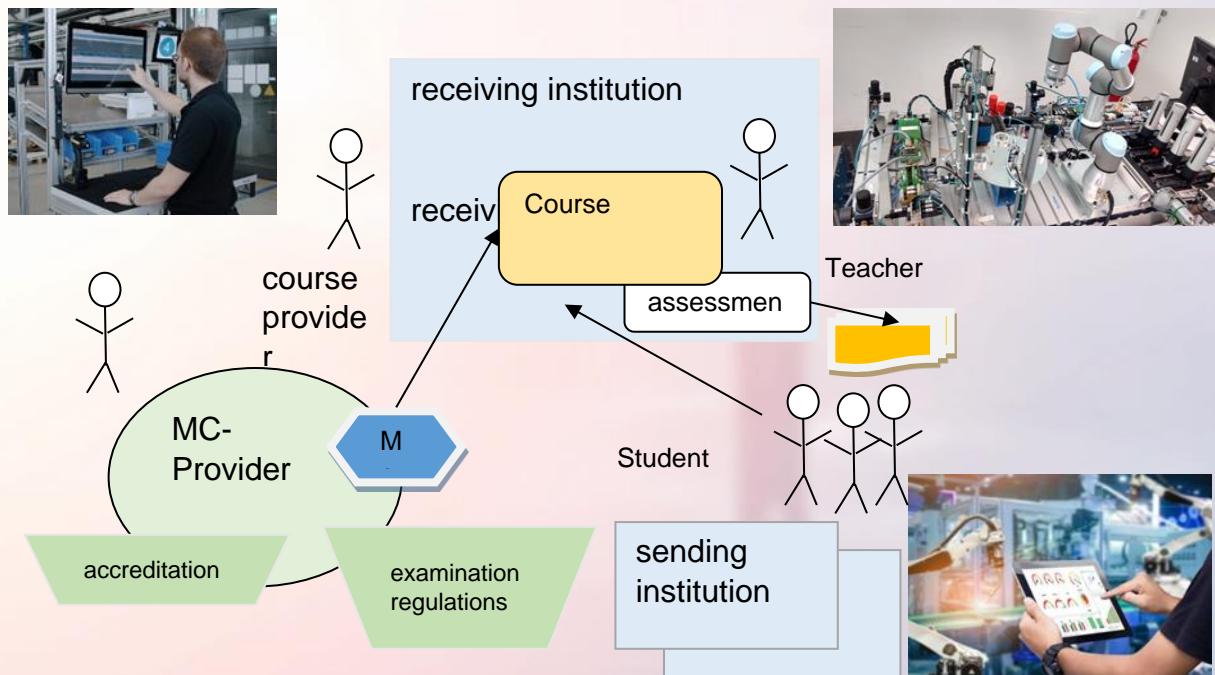 receiving institution
receiv
Course
course
provide
r
Teacher
assessmen
MC-
Provider
M
Student
accreditation
examination
regulations
sending
institution